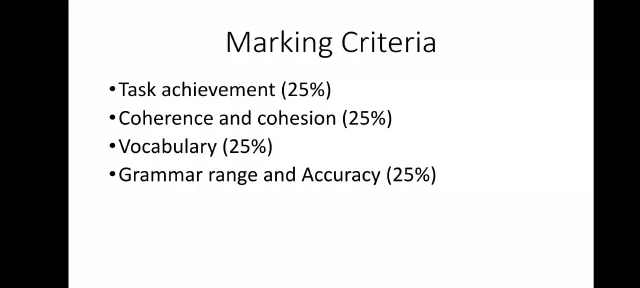 Marking Criteria
•Task achievement (25%)
•Coherence and cohesion (25%)
•Vocabulary (25%)
•Grammar range and Accuracy (25%)